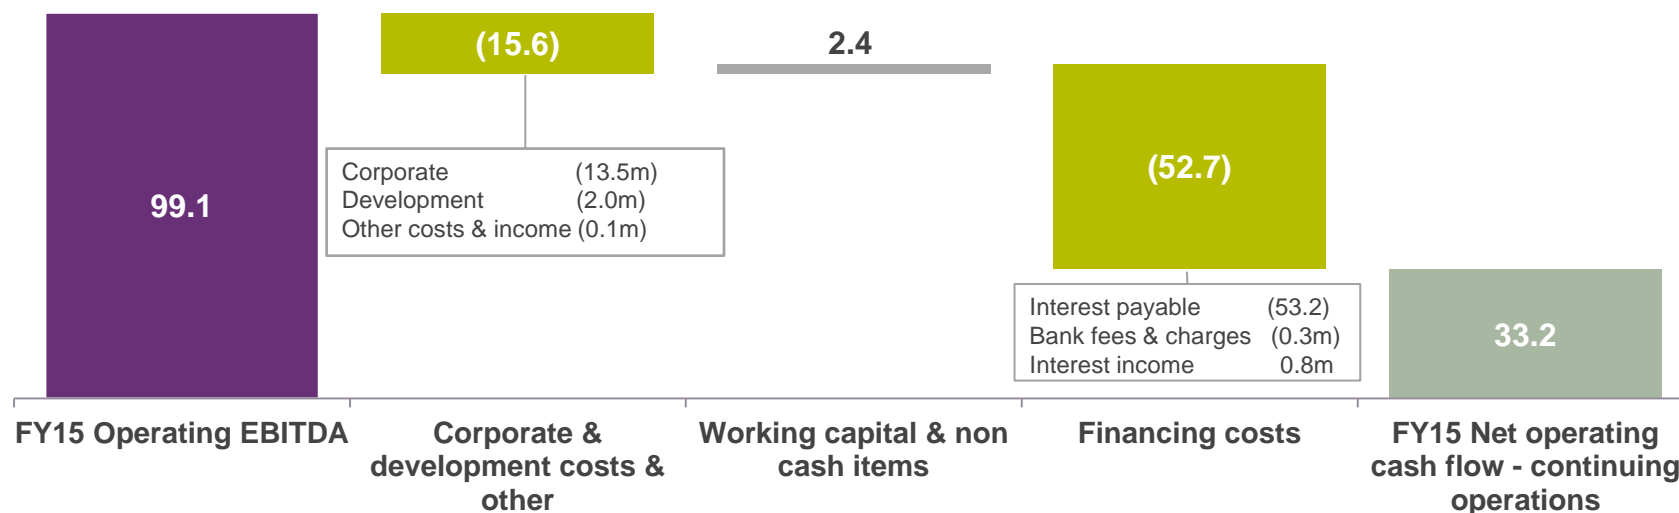 99.1
(15.6)
Corporate (13.5m)
Development (2.0m)
Other costs & income (0.1m)
2.4
(52.7)
Interest payable (53.2)
Bank fees & charges (0.3m)
Interest income 0.8m
33.2
FY15 Operating EBITDA
Corporate &
development costs &
other
Working capital & non
cash items
Financing costs
FY15 Net operating
cash flow - continuing
operations